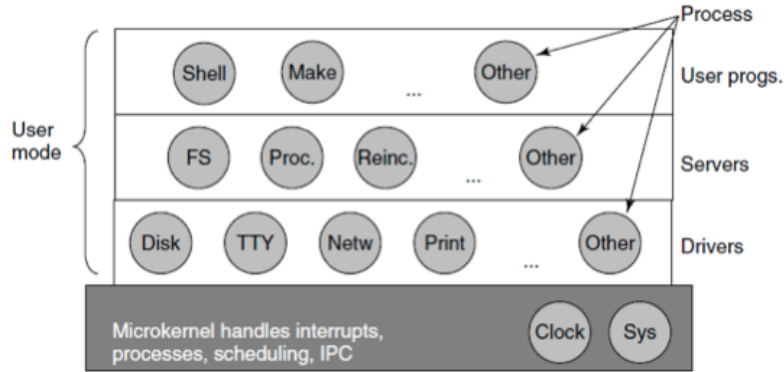 Process
Shell Make ... Other User progs.
User
mode
FS Proc. Reinc. ... Other Servers
Disk TTY Netw Print ... Other Drivers
Microkernel handles interrupts,
processes, scheduling, IPC
Clock Sys